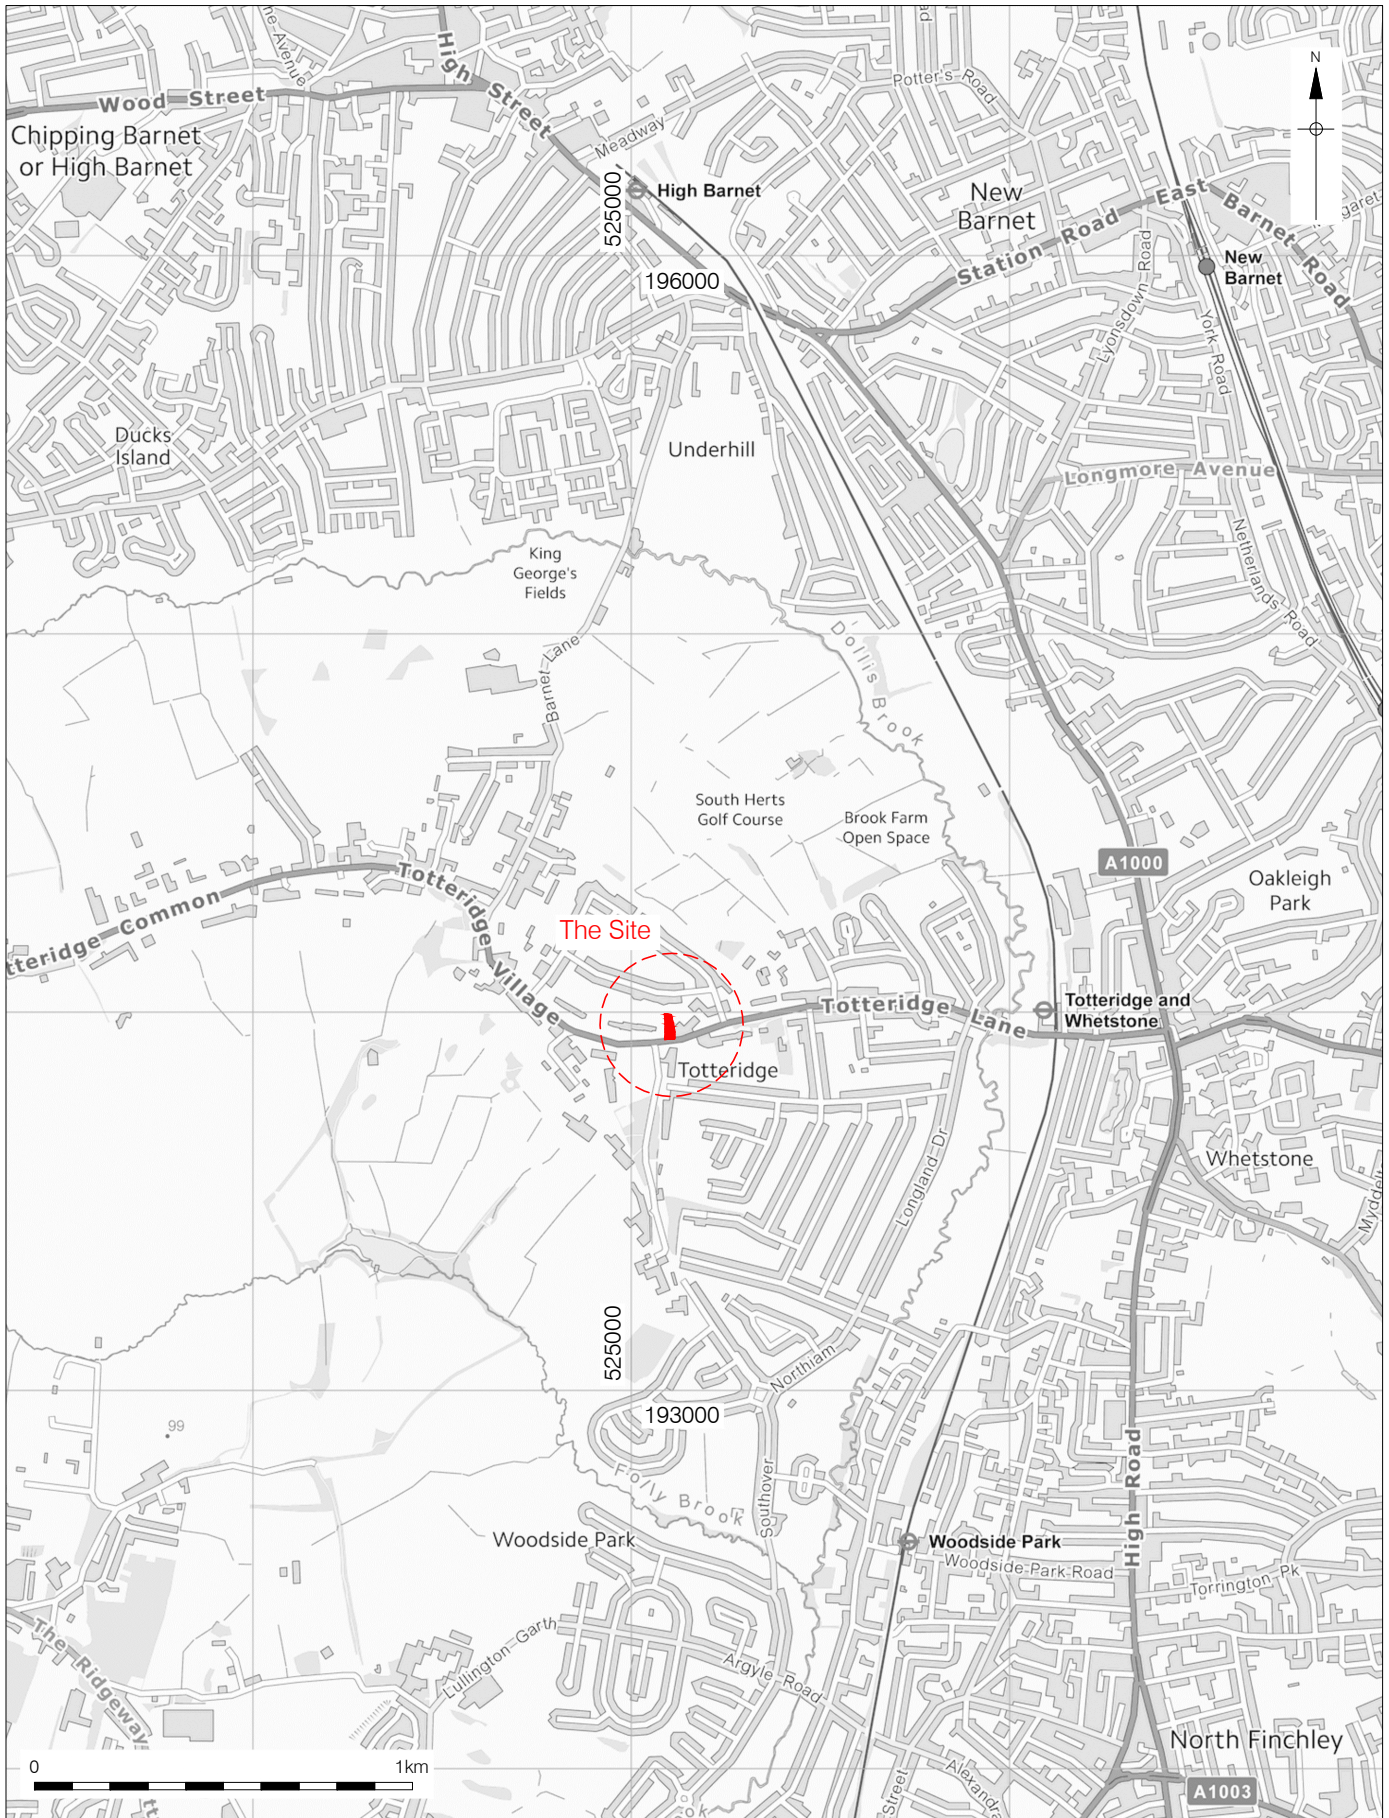 High Street
Potter's Road
N
Wood Street
Meadway
Chipping Barnet
or High Barnet
525000
High Barnet
New
Barnet
Station Road
East Barnet Road
196000
New
Barnet
Lyonsdown Road
York Road
Ducks
Island
Underhill
Longmore Avenue
King
George's
Fields
Netherlands Road
Dollis Brook
Barnet Lane
South Herts
Golf Course
Brook Farm
Open Space
A1000
Oakleigh
Park
Totteridge
tteridge Common
The Site
Village
Totteridge Lane
Totteridge and
Whetstone
Totteridge
Whetstone
Longland Dr
525000
Northiam
193000
99
Folly Brook
Southover
High Road
Woodside Park
Woodside Park
Woodside Park Road
Torrington Pk
The Ridgeway
Lullington Garth
Argyle Road
North Finchley
0
1km
Street
A1003